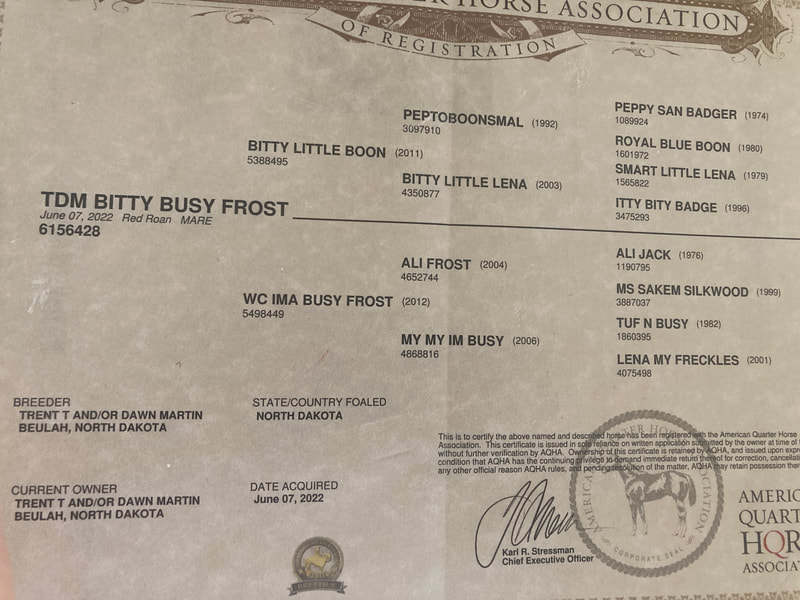 HORSE ASSOCIATION
OF REGISTRATION
PEPTOBOONSMAL (1992)
3097910
PEPPY SAN BADGER (1974)
1089924
BITTY LITTLE BOON (2011)
5388495
ROYAL BLUE BOON (1980)
1601972
BITTY LITTLE LENA (2003)
4350877
SMART LITTLE LENA (1979)
1565822
ITTY BITY BADGE (1996)
3475293
TDM BITTY BUSY FROST
June 07, 2022 Red Roan MARE
6156428
ALI FROST (2004)
4652744
ALI JACK (1976)
1190795
WC IMA BUSY FROST (2012)
5498449
MS SAKEM SILKWOOD (1999)
3887037
MY MY IM BUSY (2006)
4868816
TUF N BUSY (1982)
1860395
LENA MY FRECKLES (2001)
4075498
BREEDER
TRENT T AND/OR DAWN MARTIN
BEULAH, NORTH DAKOTA
STATE/COUNTRY FOALED
NORTH DAKOTA
This is to certify the above named and described horse has been registered with the American Quarter Horse
Association. This certificate is issued in sole reliance on written application submitted by the owner at time of
without further verification by AQHA. Ownership of this certificate is retained by AQHA, and issued upon
condition that AQHA has the continuing privilege to demand immediate return thereof for correction,
any other official reason AQHA rules, and pending resolution of the matter, AQHA may retain possession
CURRENT OWNER
TRENT T AND/OR DAWN MARTIN
BEULAH, NORTH DAKOTA
DATE ACQUIRED
June 07, 2022
Karl R. Stressman
Chief Executive Officer
CORPORATE SEAL
AMERIC
QUART
HORS
ASSOCIA